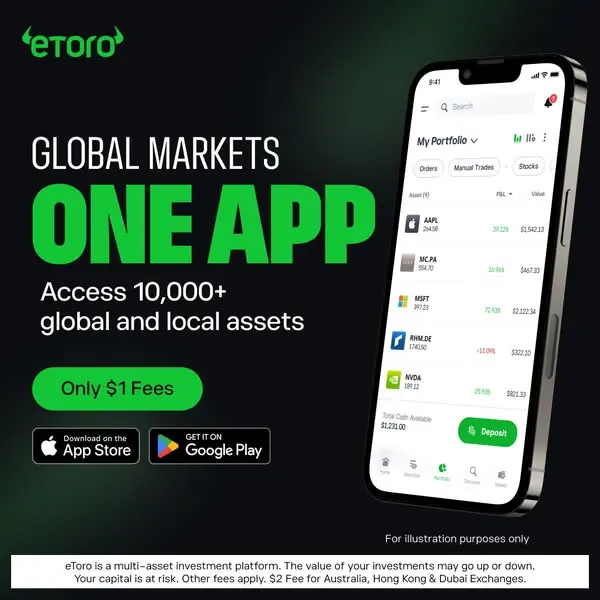 eToro
GLOBAL MARKETS
ONE APP
Access 10,000+
global and local assets
Only $1 Fees
Download on the
App Store
GET IT ON
Google Play
9:41
Search
My Portfolio
Orders
Manual Trades
Stocks
Asset (9)
P&L
Value
AAPL
264.58
39.12%
$1,542.13
MC.PA
554.70
16.96%
$467.33
MSFT
397.23
72.93%
$2,122.34
RHM.DE
1740.50
-11.09%
$322.10
NVDA
189.12
25.93%
$821.33
Total Cash Available
$1,231.00
Deposit
Home
Watchlist
Portfolio
Discover
Wallet
For illustration purposes only
eToro is a multi-asset investment platform. The value of your investments may go up or down.
Your capital is at risk. Other fees apply. $2 Fee for Australia, Hong Kong & Dubai Exchanges.